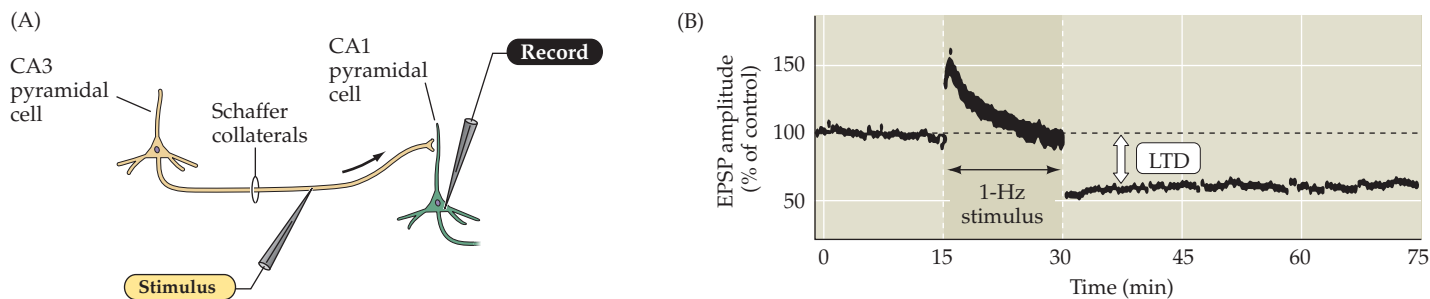 (A)
CA3
pyramidal
cell
Schaffer
collaterals
CA1
pyramidal
cell
Record
Stimulus
(B)
EPSP amplitude
(% of control)
150
100
50
LTD
1-Hz
stimulus
0
15
30
45
60
75
Time (min)